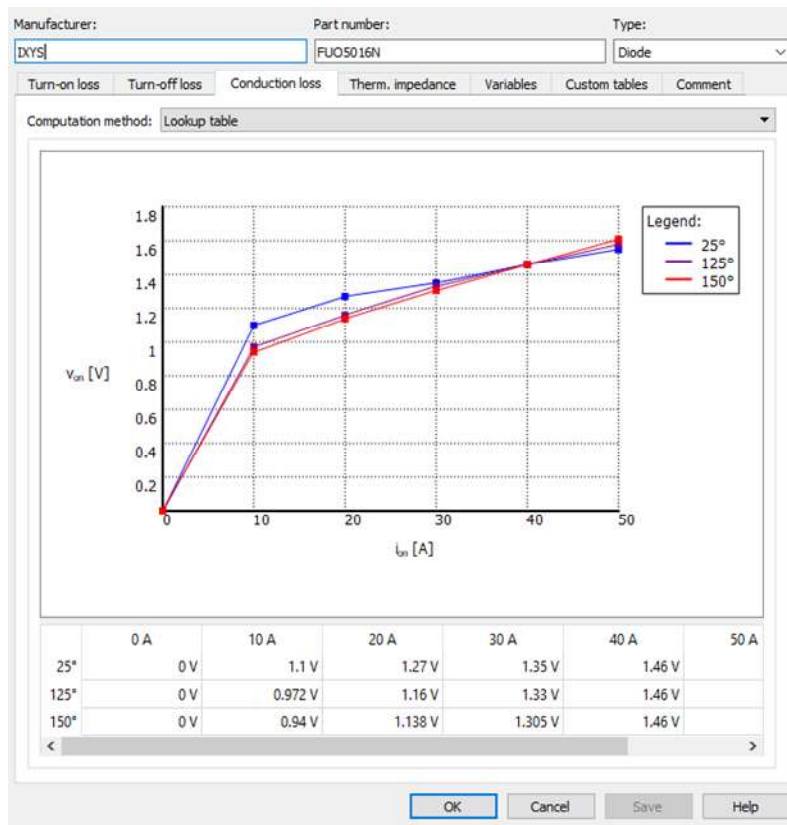 Manufacturer: Part number: Type:
IXYS FUO5016N Diode
Turn-on loss Turn-off loss Conduction loss Therm. impedance Variables Custom tables Comment
Computation method: Lookup table
1.8
1.6
1.4
1.2
1
0.8
0.6
0.4
0.2
von [V]
0 10 20 30 40 50
ion [A]
Legend:
25°
125°
150°
0 A 10 A 20 A 30 A 40 A 50 A
25° 0 V 1.1 V 1.27 V 1.35 V 1.46 V
125° 0 V 0.972 V 1.16 V 1.33 V 1.46 V
150° 0 V 0.94 V 1.138 V 1.305 V 1.46 V
OK Cancel Save Help